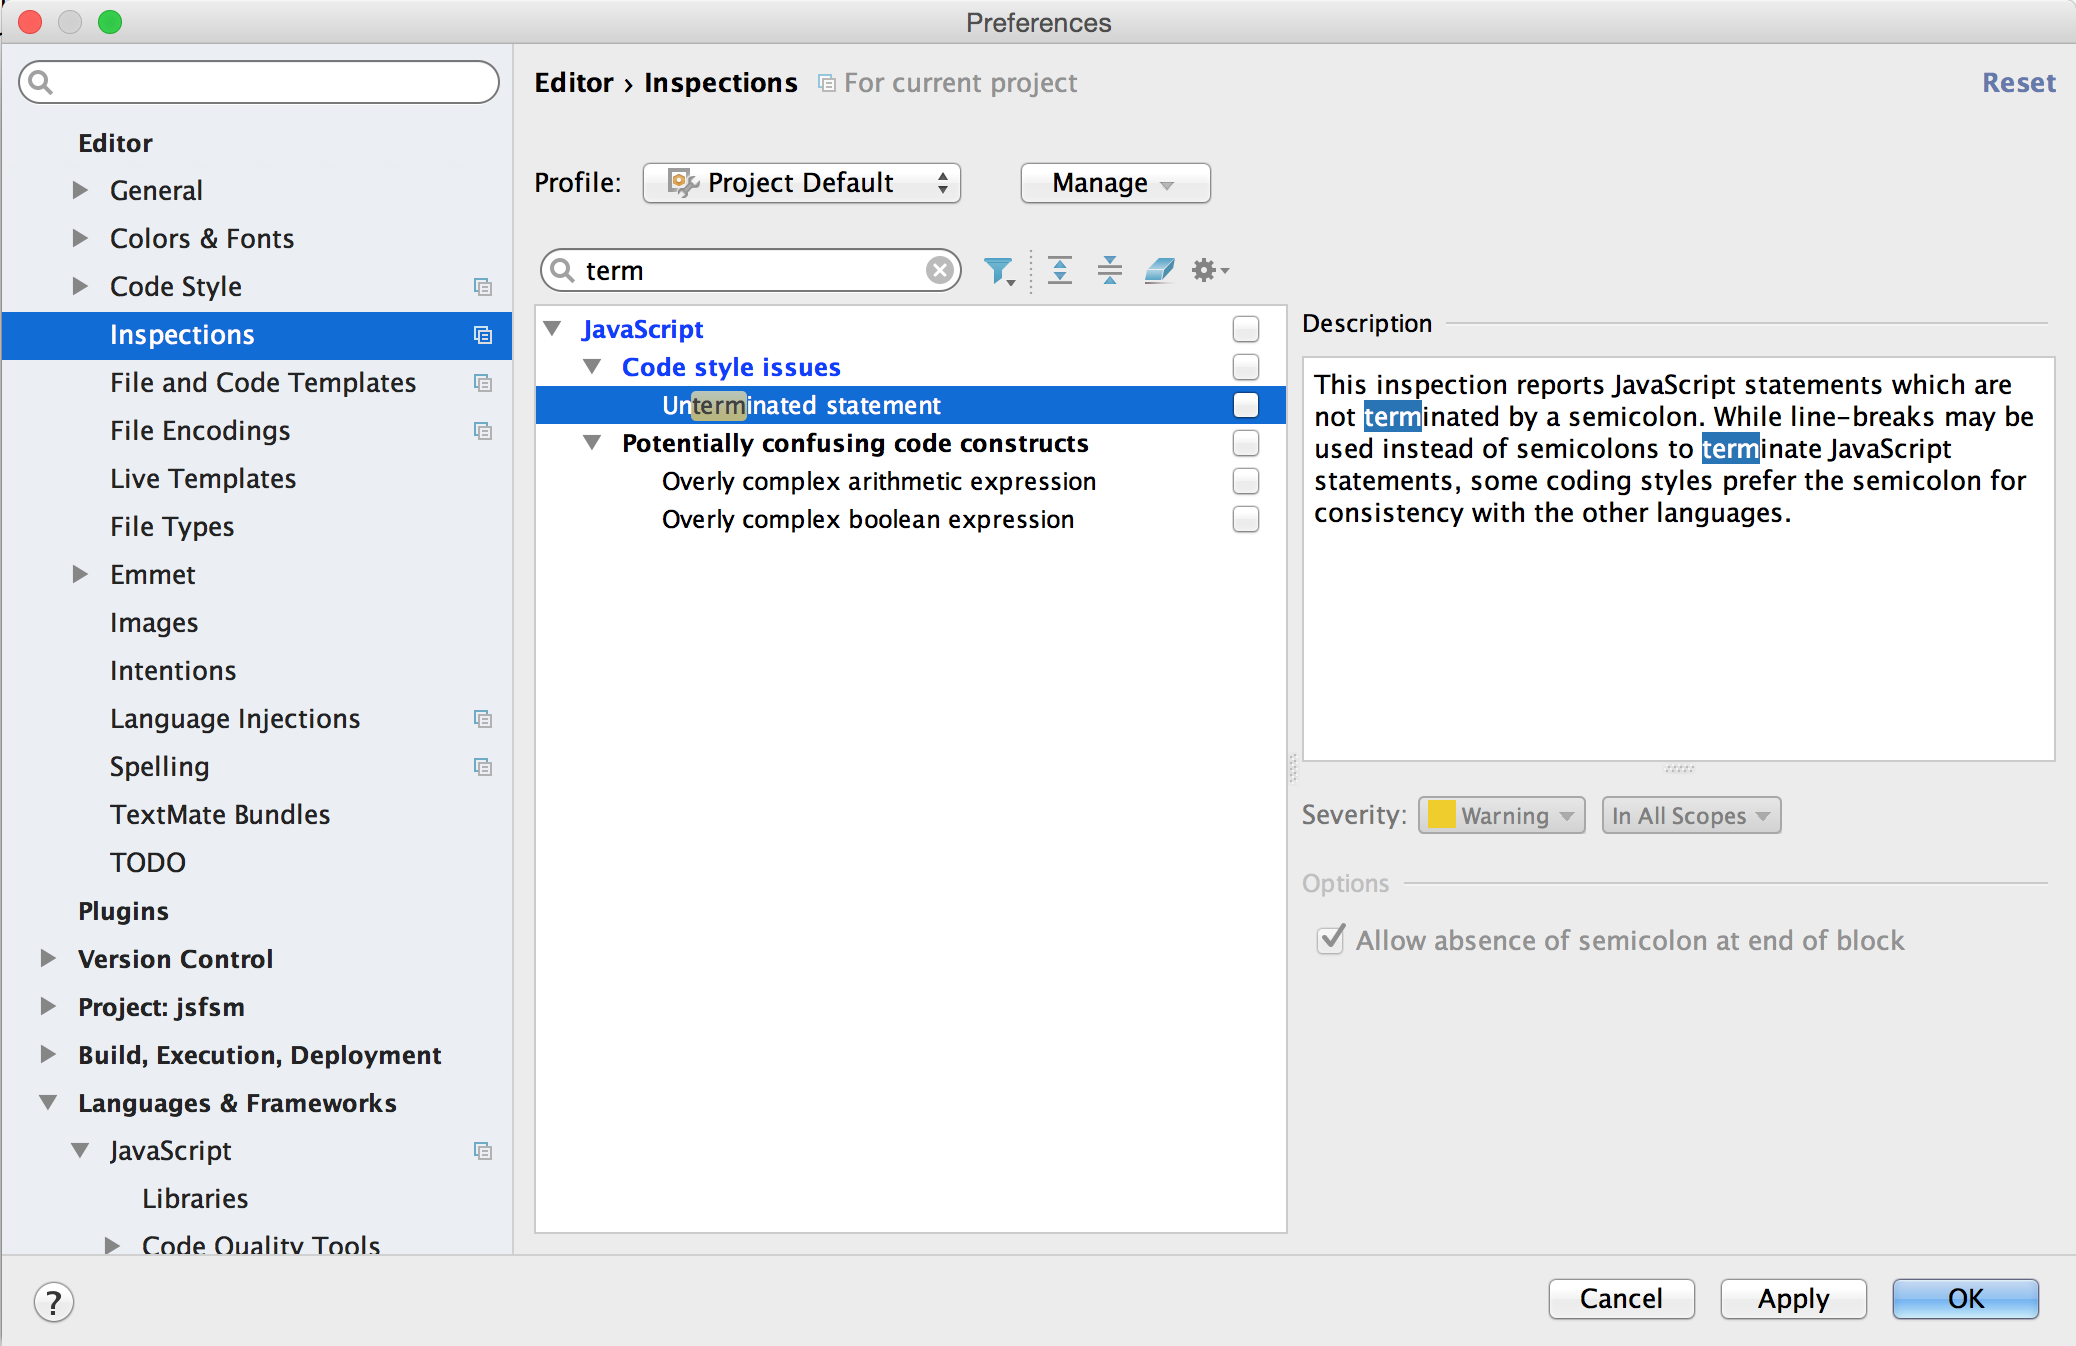 Preferences
Editor
General
Colors & Fonts
Code Style
Inspections
File and Code Templates
File Encodings
Live Templates
File Types
Emmet
Images
Intentions
Language Injections
Spelling
TextMate Bundles
TODO
Plugins
Version Control
Project: jsfsm
Build, Execution, Deployment
Languages & Frameworks
JavaScript
Libraries
Code Quality Tools
?
Editor › Inspections For current project
Reset
Profile: Project Default Manage
term
JavaScript
Code style issues
Unterminated statement
Potentially confusing code constructs
Overly complex arithmetic expression
Overly complex boolean expression
Description
This inspection reports JavaScript statements which are
not terminated by a semicolon. While line-breaks may be
used instead of semicolons to terminate JavaScript
statements, some coding styles prefer the semicolon for
consistency with the other languages.
Severity: Warning In All Scopes
Options
Allow absence of semicolon at end of block
Cancel Apply OK